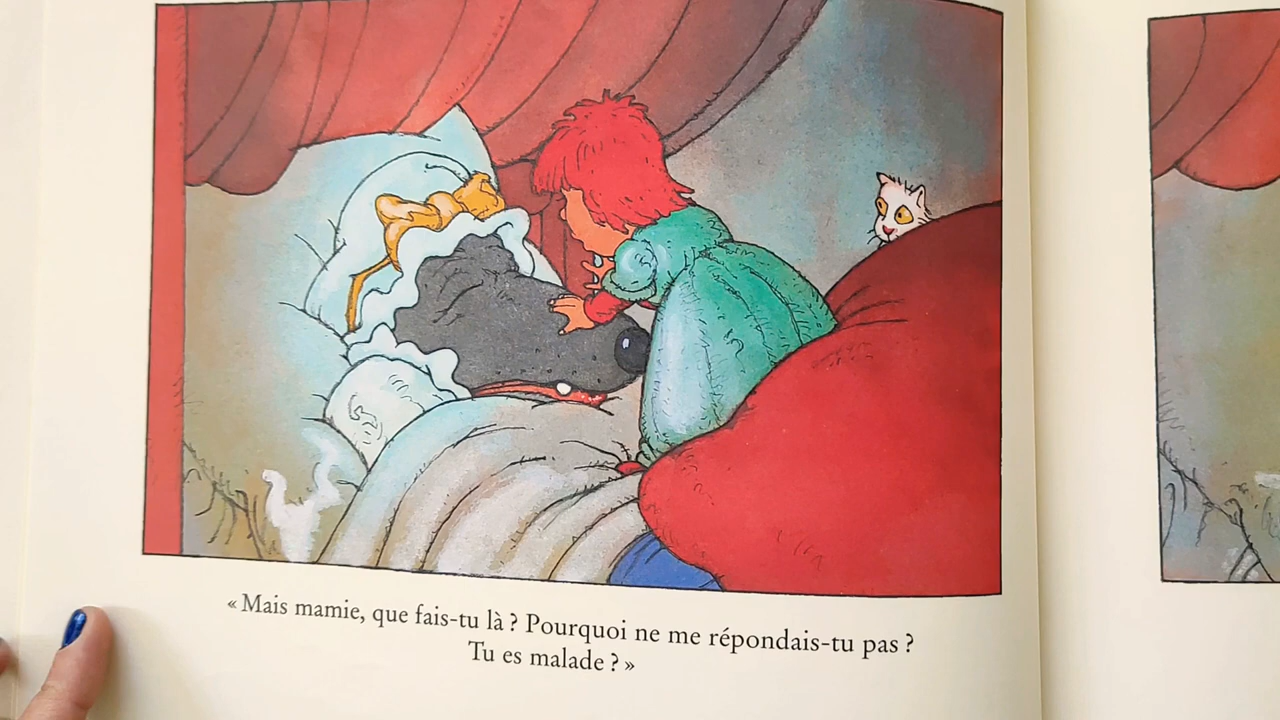 « Mais mamie, que fais-tu là ? Pourquoi ne me répondais-tu pas ?
Tu es malade ? »